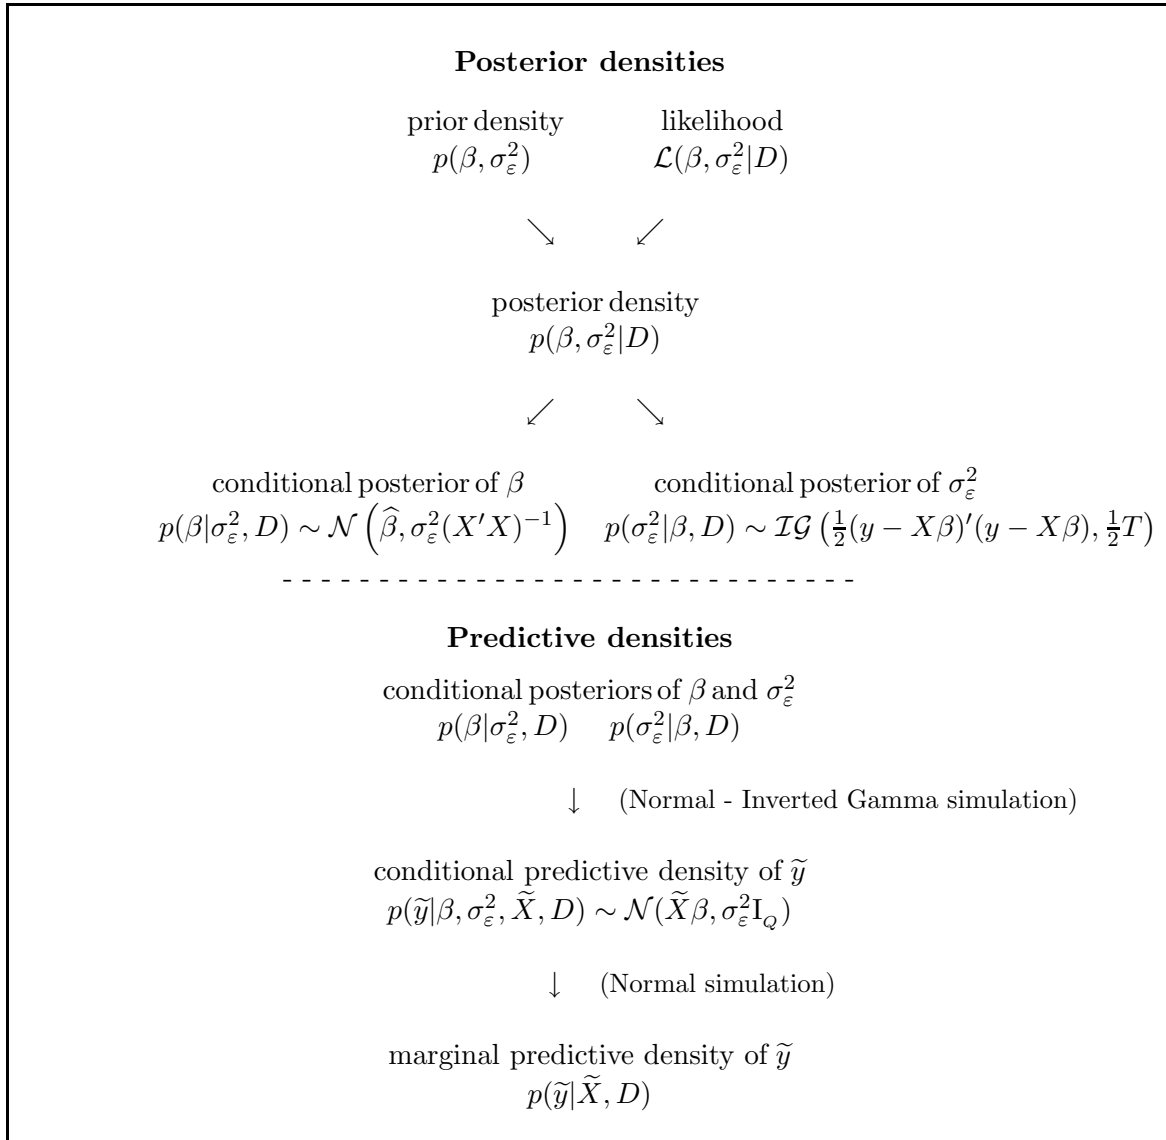 Posterior densities
prior density likelihood
p(β, σ²_ε) ℒ(β, σ²_ε|D)
↘ ↙
posterior density
p(β, σ²_ε|D)
↙ ↘
conditional posterior of β conditional posterior of σ²_ε
p(β|σ²_ε, D) ∼ 𝒩(β̂, σ²_ε(X′X)⁻¹) p(σ²_ε|β, D) ∼ ℐ𝒢(½(y − Xβ)′(y − Xβ), ½T)
- - - - - - - - - - - - - - - - - - - - - - - - - - - - - -
Predictive densities
conditional posteriors of β and σ²_ε
p(β|σ²_ε, D) p(σ²_ε|β, D)
↓ (Normal - Inverted Gamma simulation)
conditional predictive density of ỹ
p(ỹ|β, σ²_ε, X̃, D) ∼ 𝒩(X̃β, σ²_ε I_Q)
↓ (Normal simulation)
marginal predictive density of ỹ
p(ỹ|X̃, D)